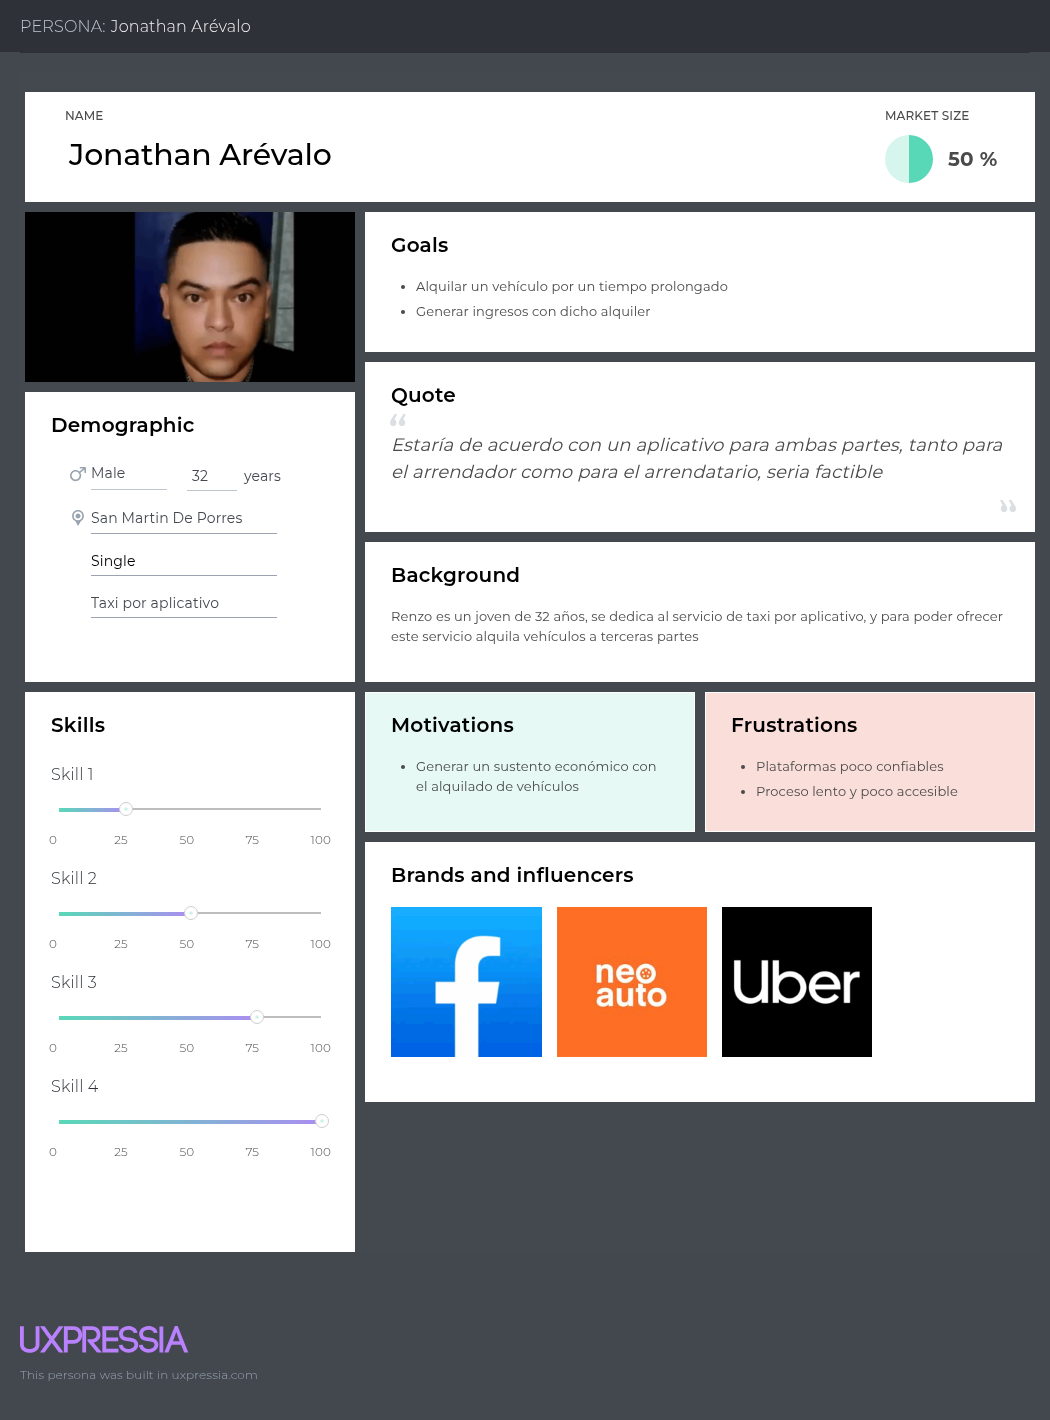 PERSONA: Jonathan Arévalo
NAME
Jonathan Arévalo
MARKET SIZE
50 %
Goals
Alquilar un vehículo por un tiempo prolongado
Generar ingresos con dicho alquiler
Quote
“
Estaría de acuerdo con un aplicativo para ambas partes, tanto para
el arrendador como para el arrendatario, seria factible
”
Demographic
Male 32 years
San Martin De Porres
Single
Taxi por aplicativo
Background
Renzo es un joven de 32 años, se dedica al servicio de taxi por aplicativo, y para poder ofrecer
este servicio alquila vehículos a terceras partes
Skills
Skill 1
0 25 50 75 100
Skill 2
0 25 50 75 100
Skill 3
0 25 50 75 100
Skill 4
0 25 50 75 100
Motivations
Generar un sustento económico con
el alquilado de vehículos
Frustrations
Plataformas poco confiables
Proceso lento y poco accesible
Brands and influencers
f
neo
auto
Uber
UXPRESSIA
This persona was built in uxpressia.com